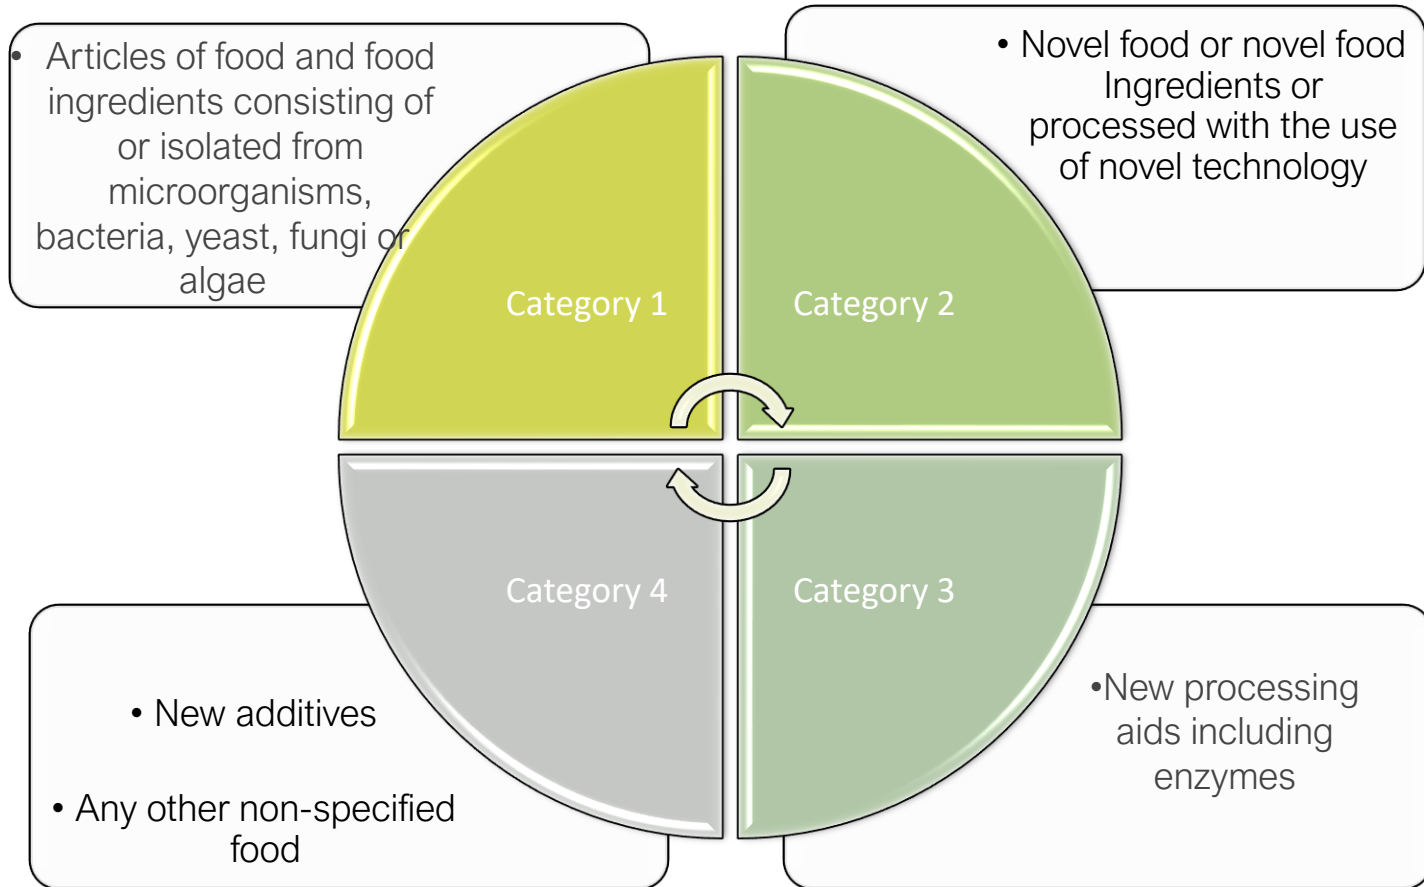 • Articles of food and food
ingredients consisting of
or isolated from
microorganisms,
bacteria, yeast, fungi or
algae
• Novel food or novel food
Ingredients or
processed with the use
of novel technology
Category 1
Category 2
Category 4
Category 3
• New additives
• Any other non-specified
food
•New processing
aids including
enzymes